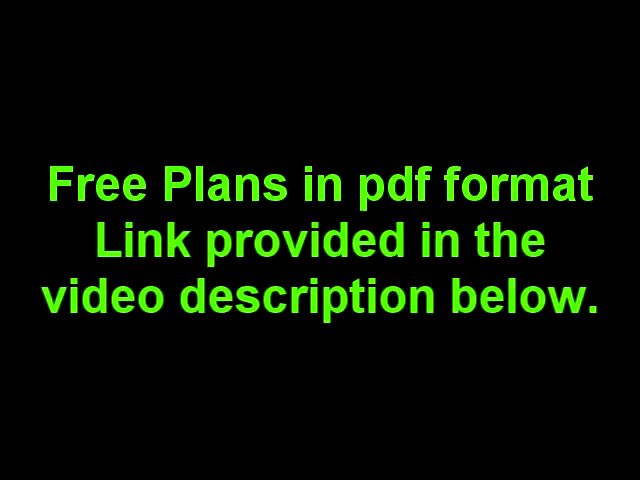 Free Plans in pdf format
Link provided in the
video description below.